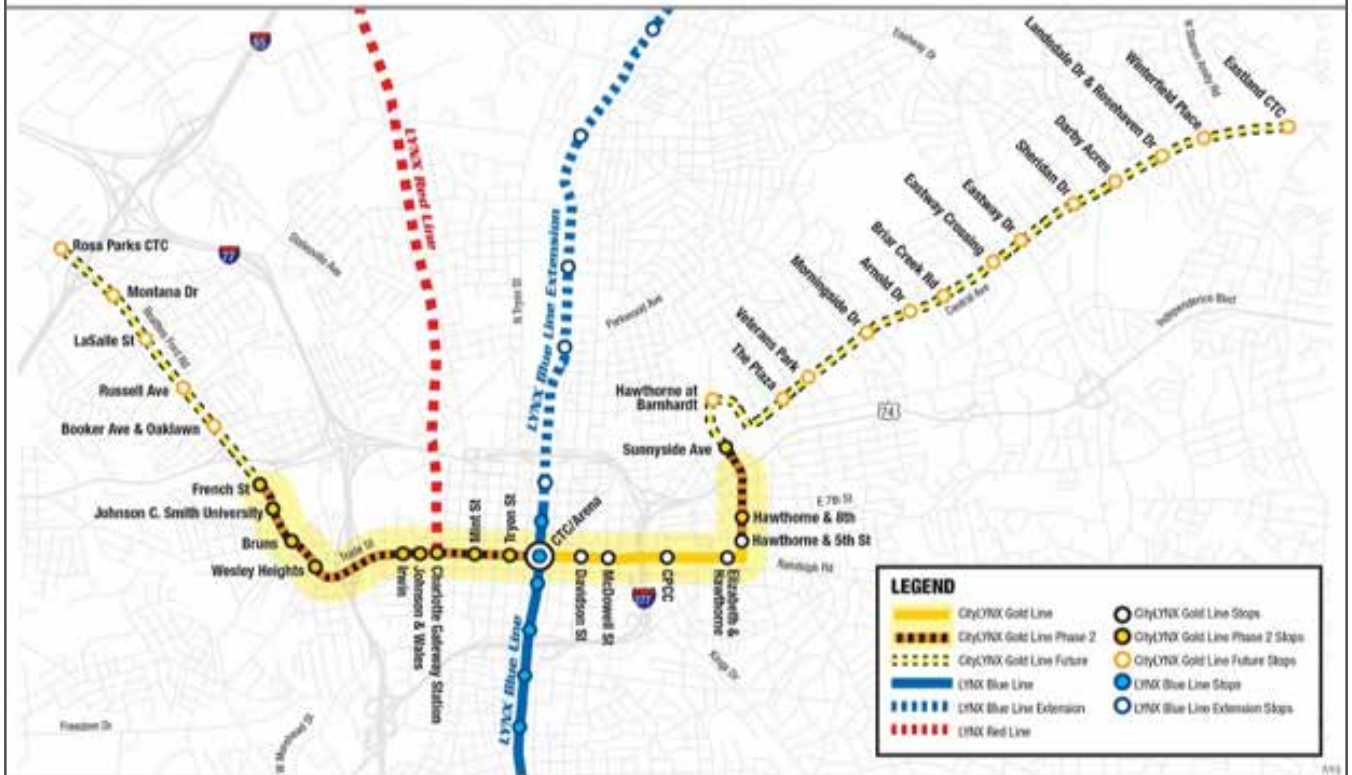 85
77
Rosa Parks CTC
Montana Dr
LaSalle St
Russell Ave
Booker Ave & Oaklawn
French St
Johnson C. Smith University
Bruns
Wesley Heights
Beatties Ford Rd
Statesville Ave
LYNX Red Line
N Tryon St
LYNX Blue Line Extension
Parkwood Ave
Eastway Dr
N Sharon Amity Rd
Landsdale Dr & Rosehaven Dr
Winterfield Place
Eastland CTC
Darby Acres
Sheridan Dr
Eastway Dr
Eastway Crossing
Briar Creek Rd
Arnold Dr
Morningside Dr
Central Ave
Independence Blvd
Veterans Park
The Plaza
74
Hawthorne at
Barnhardt
Sunnyside Ave
E 7th St
Hawthorne & 8th
Hawthorne & 5th St
Randolph Rd
Trade St
Irwin
Johnson & Wales
Charlotte Gateway Station
Mint St
Tryon St
CTC/Arena
Davidson St
McDowell St
CPCC
Elizabeth &
Hawthorne
277
Kings Dr
LYNX Blue Line
Freedom Dr
W Morehead St
LEGEND
CityLYNX Gold Line
CityLYNX Gold Line Phase 2
CityLYNX Gold Line Future
LYNX Blue Line
LYNX Blue Line Extension
LYNX Red Line
CityLYNX Gold Line Stops
CityLYNX Gold Line Phase 2 Stops
CityLYNX Gold Line Future Stops
LYNX Blue Line Stops
LYNX Blue Line Extension Stops